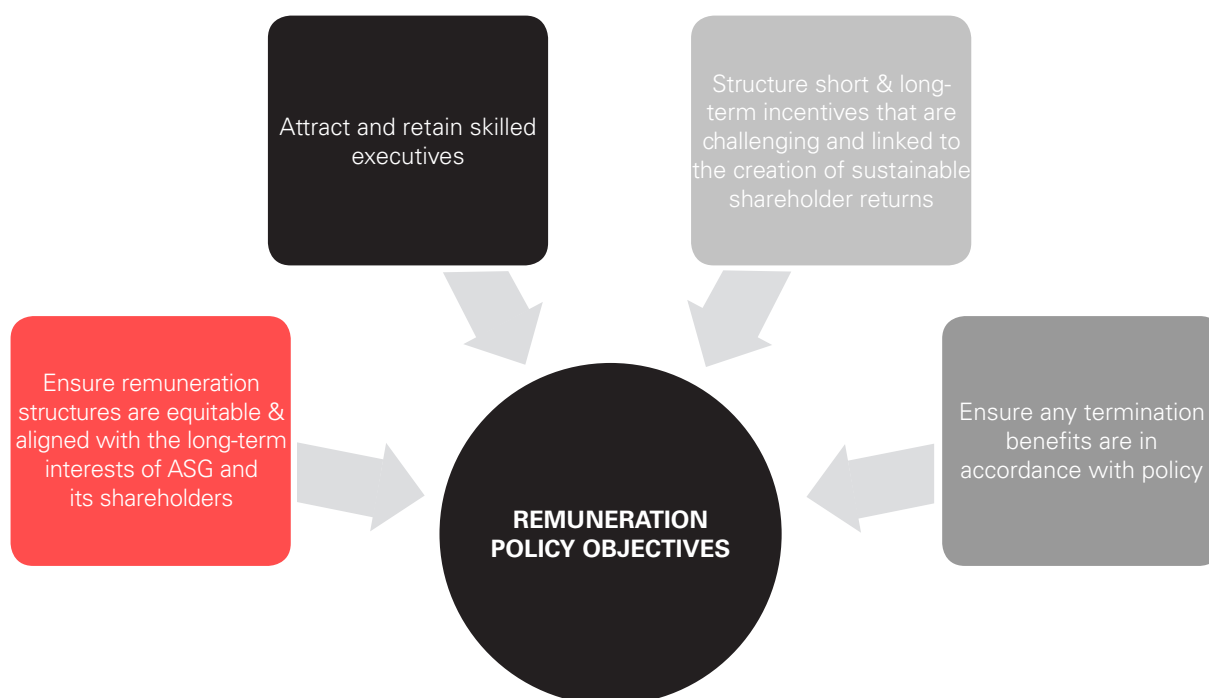 Attract and retain skilled
executives
Structure short & long-
term incentives that are
challenging and linked to
the creation of sustainable
shareholder returns
Ensure remuneration
structures are equitable &
aligned with the long-term
interests of ASG and
its shareholders
Ensure any termination
benefits are in
accordance with policy
REMUNERATION
POLICY OBJECTIVES